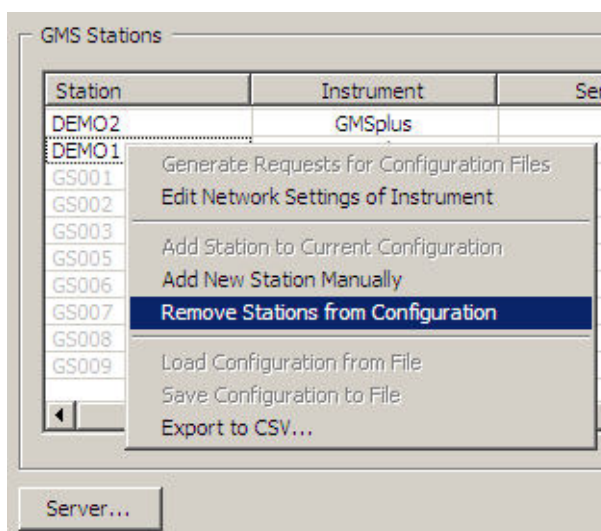 GMS Stations
Station Instrument Se
DEMO2 GMSplus
DEMO1
GS001
GS002
GS003
GS005
GS006
GS007
GS008
GS009
Generate Requests for Configuration Files
Edit Network Settings of Instrument
Add Station to Current Configuration
Add New Station Manually
Remove Stations from Configuration
Load Configuration from File
Save Configuration to File
Export to CSV...
Server...